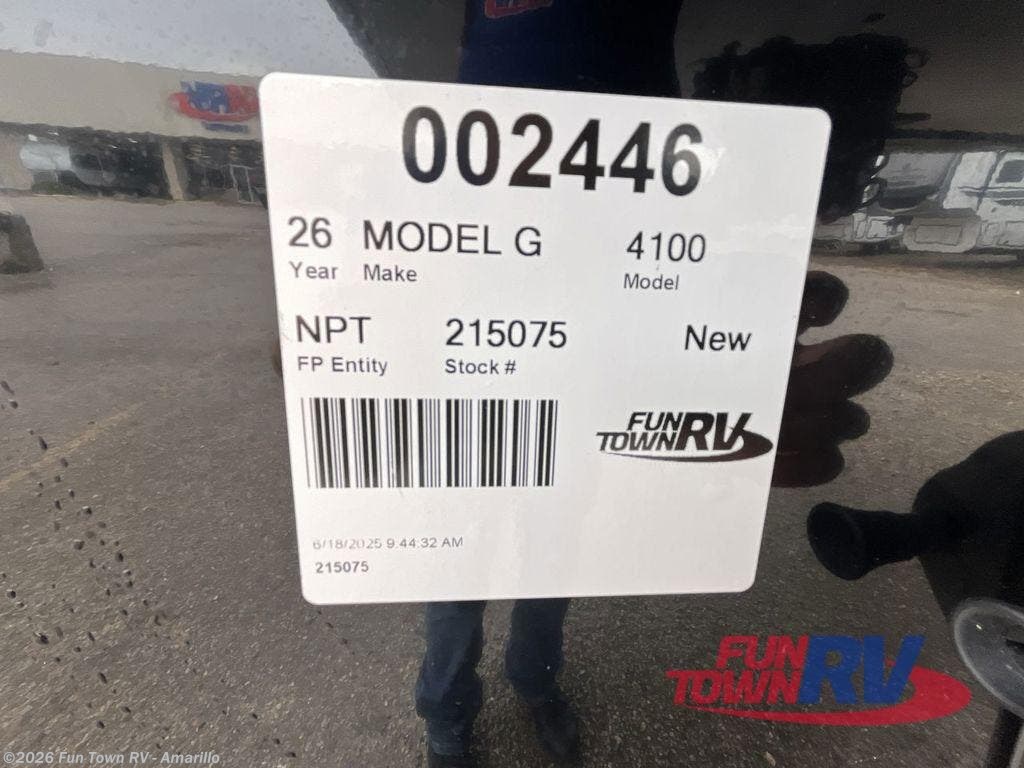 002446
26 MODEL G 4100
Year Make Model
NPT 215075 New
FP Entity Stock #
FUN
TOWN RV
6/18/2025 9:44:32 AM
215075
FUN
TOWN RV
©2026 Fun Town RV - Amarillo